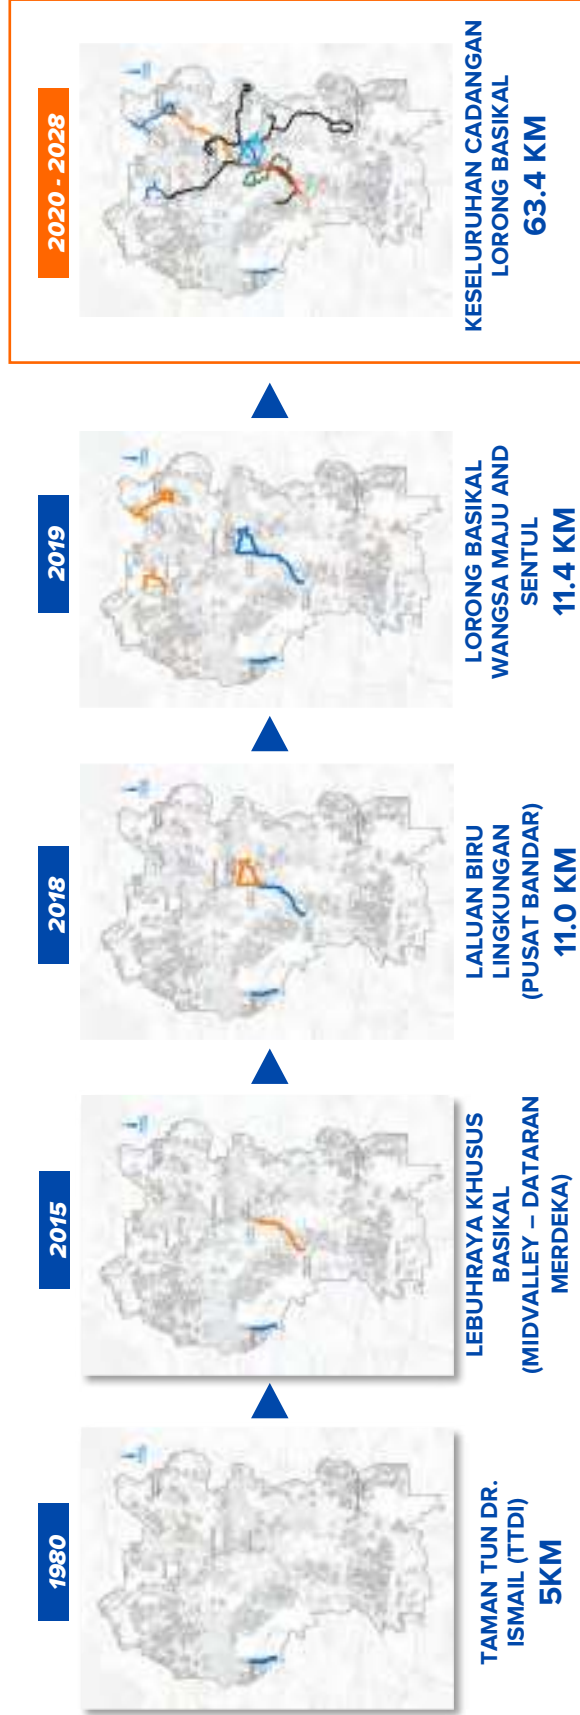 1980
TAMAN TUN DR.
ISMAIL (TTDI)
5KM
2015
LEBUHRAYA KHUSUS
BASIKAL
(MIDVALLEY – DATARAN
MERDEKA)
2018
LALUAN BIRU
LINGKUNGAN
(PUSAT BANDAR)
11.0 KM
2019
LORONG BASIKAL
WANGSA MAJU AND
SENTUL
11.4 KM
2020 - 2028
KESELURUHAN CADANGAN
LORONG BASIKAL
63.4 KM